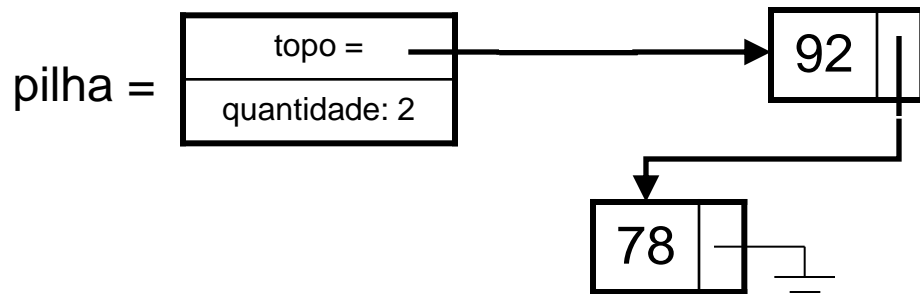 topo =
92
pilha =
quantidade: 2
78